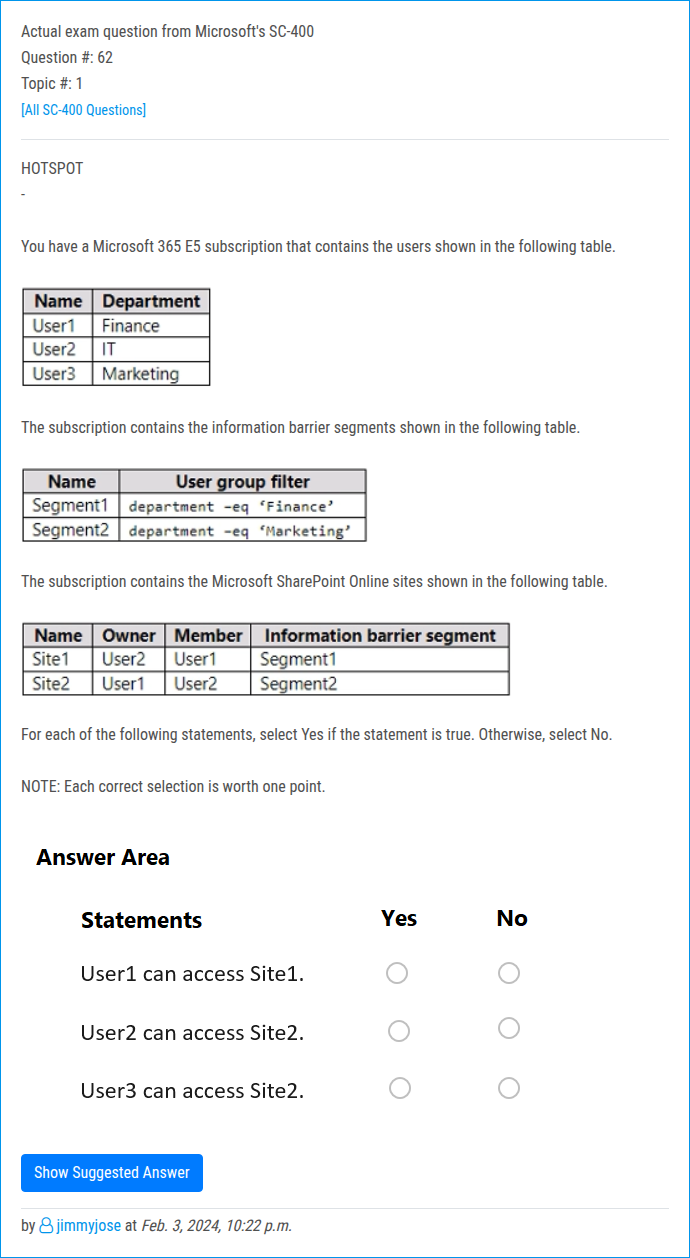 Actual exam question from Microsoft's SC-400
Question #: 62
Topic #: 1
[All SC-400 Questions]
HOTSPOT
-
You have a Microsoft 365 E5 subscription that contains the users shown in the following table.
Name Department
User1 Finance
User2 IT
User3 Marketing
The subscription contains the information barrier segments shown in the following table.
Name User group filter
Segment1 department -eq ‘Finance’
Segment2 department -eq ‘Marketing’
The subscription contains the Microsoft SharePoint Online sites shown in the following table.
Name Owner Member Information barrier segment
Site1 User2 User1 Segment1
Site2 User1 User2 Segment2
For each of the following statements, select Yes if the statement is true. Otherwise, select No.
NOTE: Each correct selection is worth one point.
Answer Area
Statements Yes No
User1 can access Site1.
User2 can access Site2.
User3 can access Site2.
Show Suggested Answer
by jimmyjose at Feb. 3, 2024, 10:22 p.m.